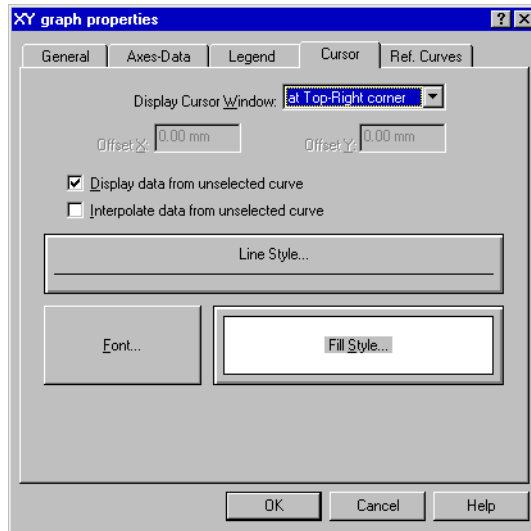 XY graph properties
General Axes-Data Legend Cursor Ref. Curves
Display Cursor Window: at Top-Right corner
Offset X: 0.00 mm Offset Y: 0.00 mm
Display data from unselected curve
Interpolate data from unselected curve
Line Style...
Font... Fill Style...
OK Cancel Help